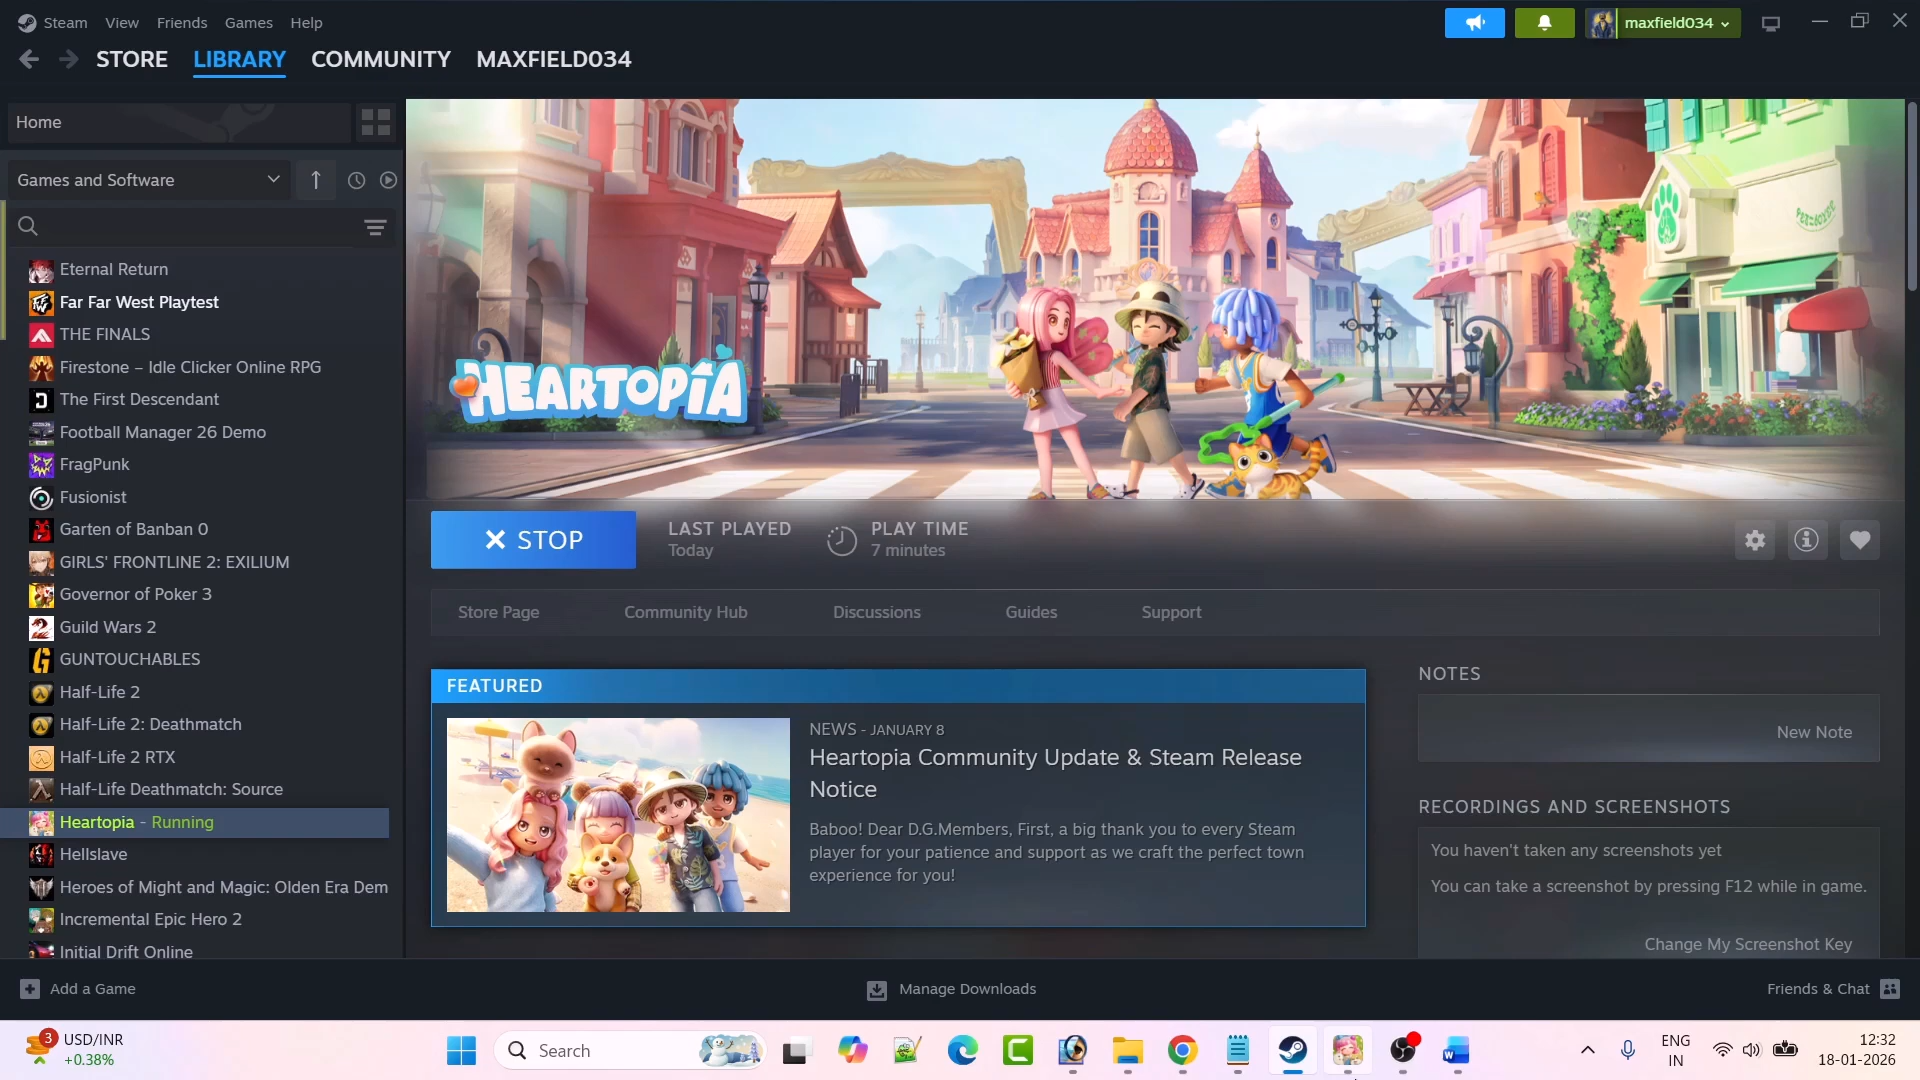 Steam View Friends Games Help
maxfield034
STORE LIBRARY COMMUNITY MAXFIELD034
Home
Games and Software
Eternal Return
Far Far West Playtest
THE FINALS
Firestone – Idle Clicker Online RPG
The First Descendant
Football Manager 26 Demo
FragPunk
Fusionist
Garten of Banban 0
GIRLS' FRONTLINE 2: EXILIUM
Governor of Poker 3
Guild Wars 2
GUNTOUCHABLES
Half-Life 2
Half-Life 2: Deathmatch
Half-Life 2 RTX
Half-Life Deathmatch: Source
Heartopia - Running
Hellslave
Heroes of Might and Magic: Olden Era Dem
Incremental Epic Hero 2
Initial Drift Online
HEARTOPIA
STOP
LAST PLAYED
Today
PLAY TIME
7 minutes
Store Page Community Hub Discussions Guides Support
FEATURED
NEWS - JANUARY 8
Heartopia Community Update & Steam Release
Notice
Baboo! Dear D.G.Members, First, a big thank you to every Steam
player for your patience and support as we craft the perfect town
experience for you!
NOTES
New Note
RECORDINGS AND SCREENSHOTS
You haven't taken any screenshots yet
You can take a screenshot by pressing F12 while in game.
Change My Screenshot Key
Add a Game
Manage Downloads
Friends & Chat
3
USD/INR
+0.38%
Search
ENG
IN
12:32
18-01-2026